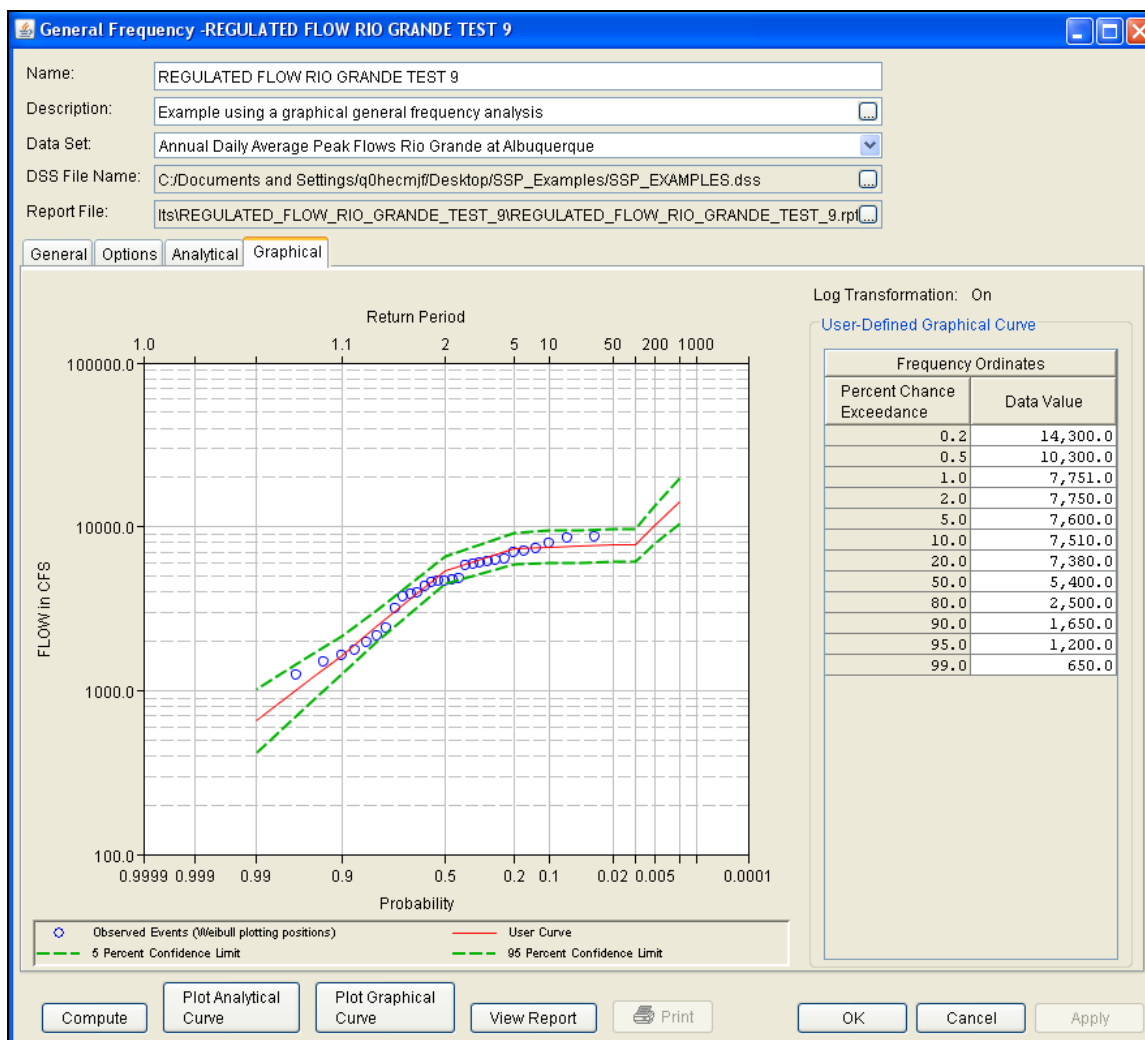 General Frequency -REGULATED FLOW RIO GRANDE TEST 9
Name: REGULATED FLOW RIO GRANDE TEST 9
Description: Example using a graphical general frequency analysis ...
Data Set: Annual Daily Average Peak Flows Rio Grande at Albuquerque
DSS File Name: C:/Documents and Settings/q0hecmjf/Desktop/SSP_Examples/SSP_EXAMPLES.dss ...
Report File: lts\REGULATED_FLOW_RIO_GRANDE_TEST_9\REGULATED_FLOW_RIO_GRANDE_TEST_9.rpt ...
General Options Analytical Graphical
Return Period
1.0 1.1 2 5 10 50 200 1000
100000.0
10000.0
1000.0
100.0
FLOW in CFS
0.9999 0.999 0.99 0.9 0.5 0.2 0.1 0.02 0.005 0.0001
Probability
Observed Events (Weibull plotting positions) User Curve
5 Percent Confidence Limit 95 Percent Confidence Limit
Log Transformation: On
User-Defined Graphical Curve
Frequency Ordinates
Percent Chance Exceedance Data Value
0.2 14,300.0
0.5 10,300.0
1.0 7,751.0
2.0 7,750.0
5.0 7,600.0
10.0 7,510.0
20.0 7,380.0
50.0 5,400.0
80.0 2,500.0
90.0 1,650.0
95.0 1,200.0
99.0 650.0
Compute
Plot Analytical Curve
Plot Graphical Curve
View Report
Print
OK
Cancel
Apply